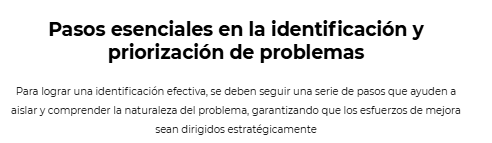 Pasos esenciales en la identificación y
priorización de problemas
Para lograr una identificación efectiva, se deben seguir una serie de pasos que ayuden a
aislar y comprender la naturaleza del problema, garantizando que los esfuerzos de mejora
sean dirigidos estratégicamente